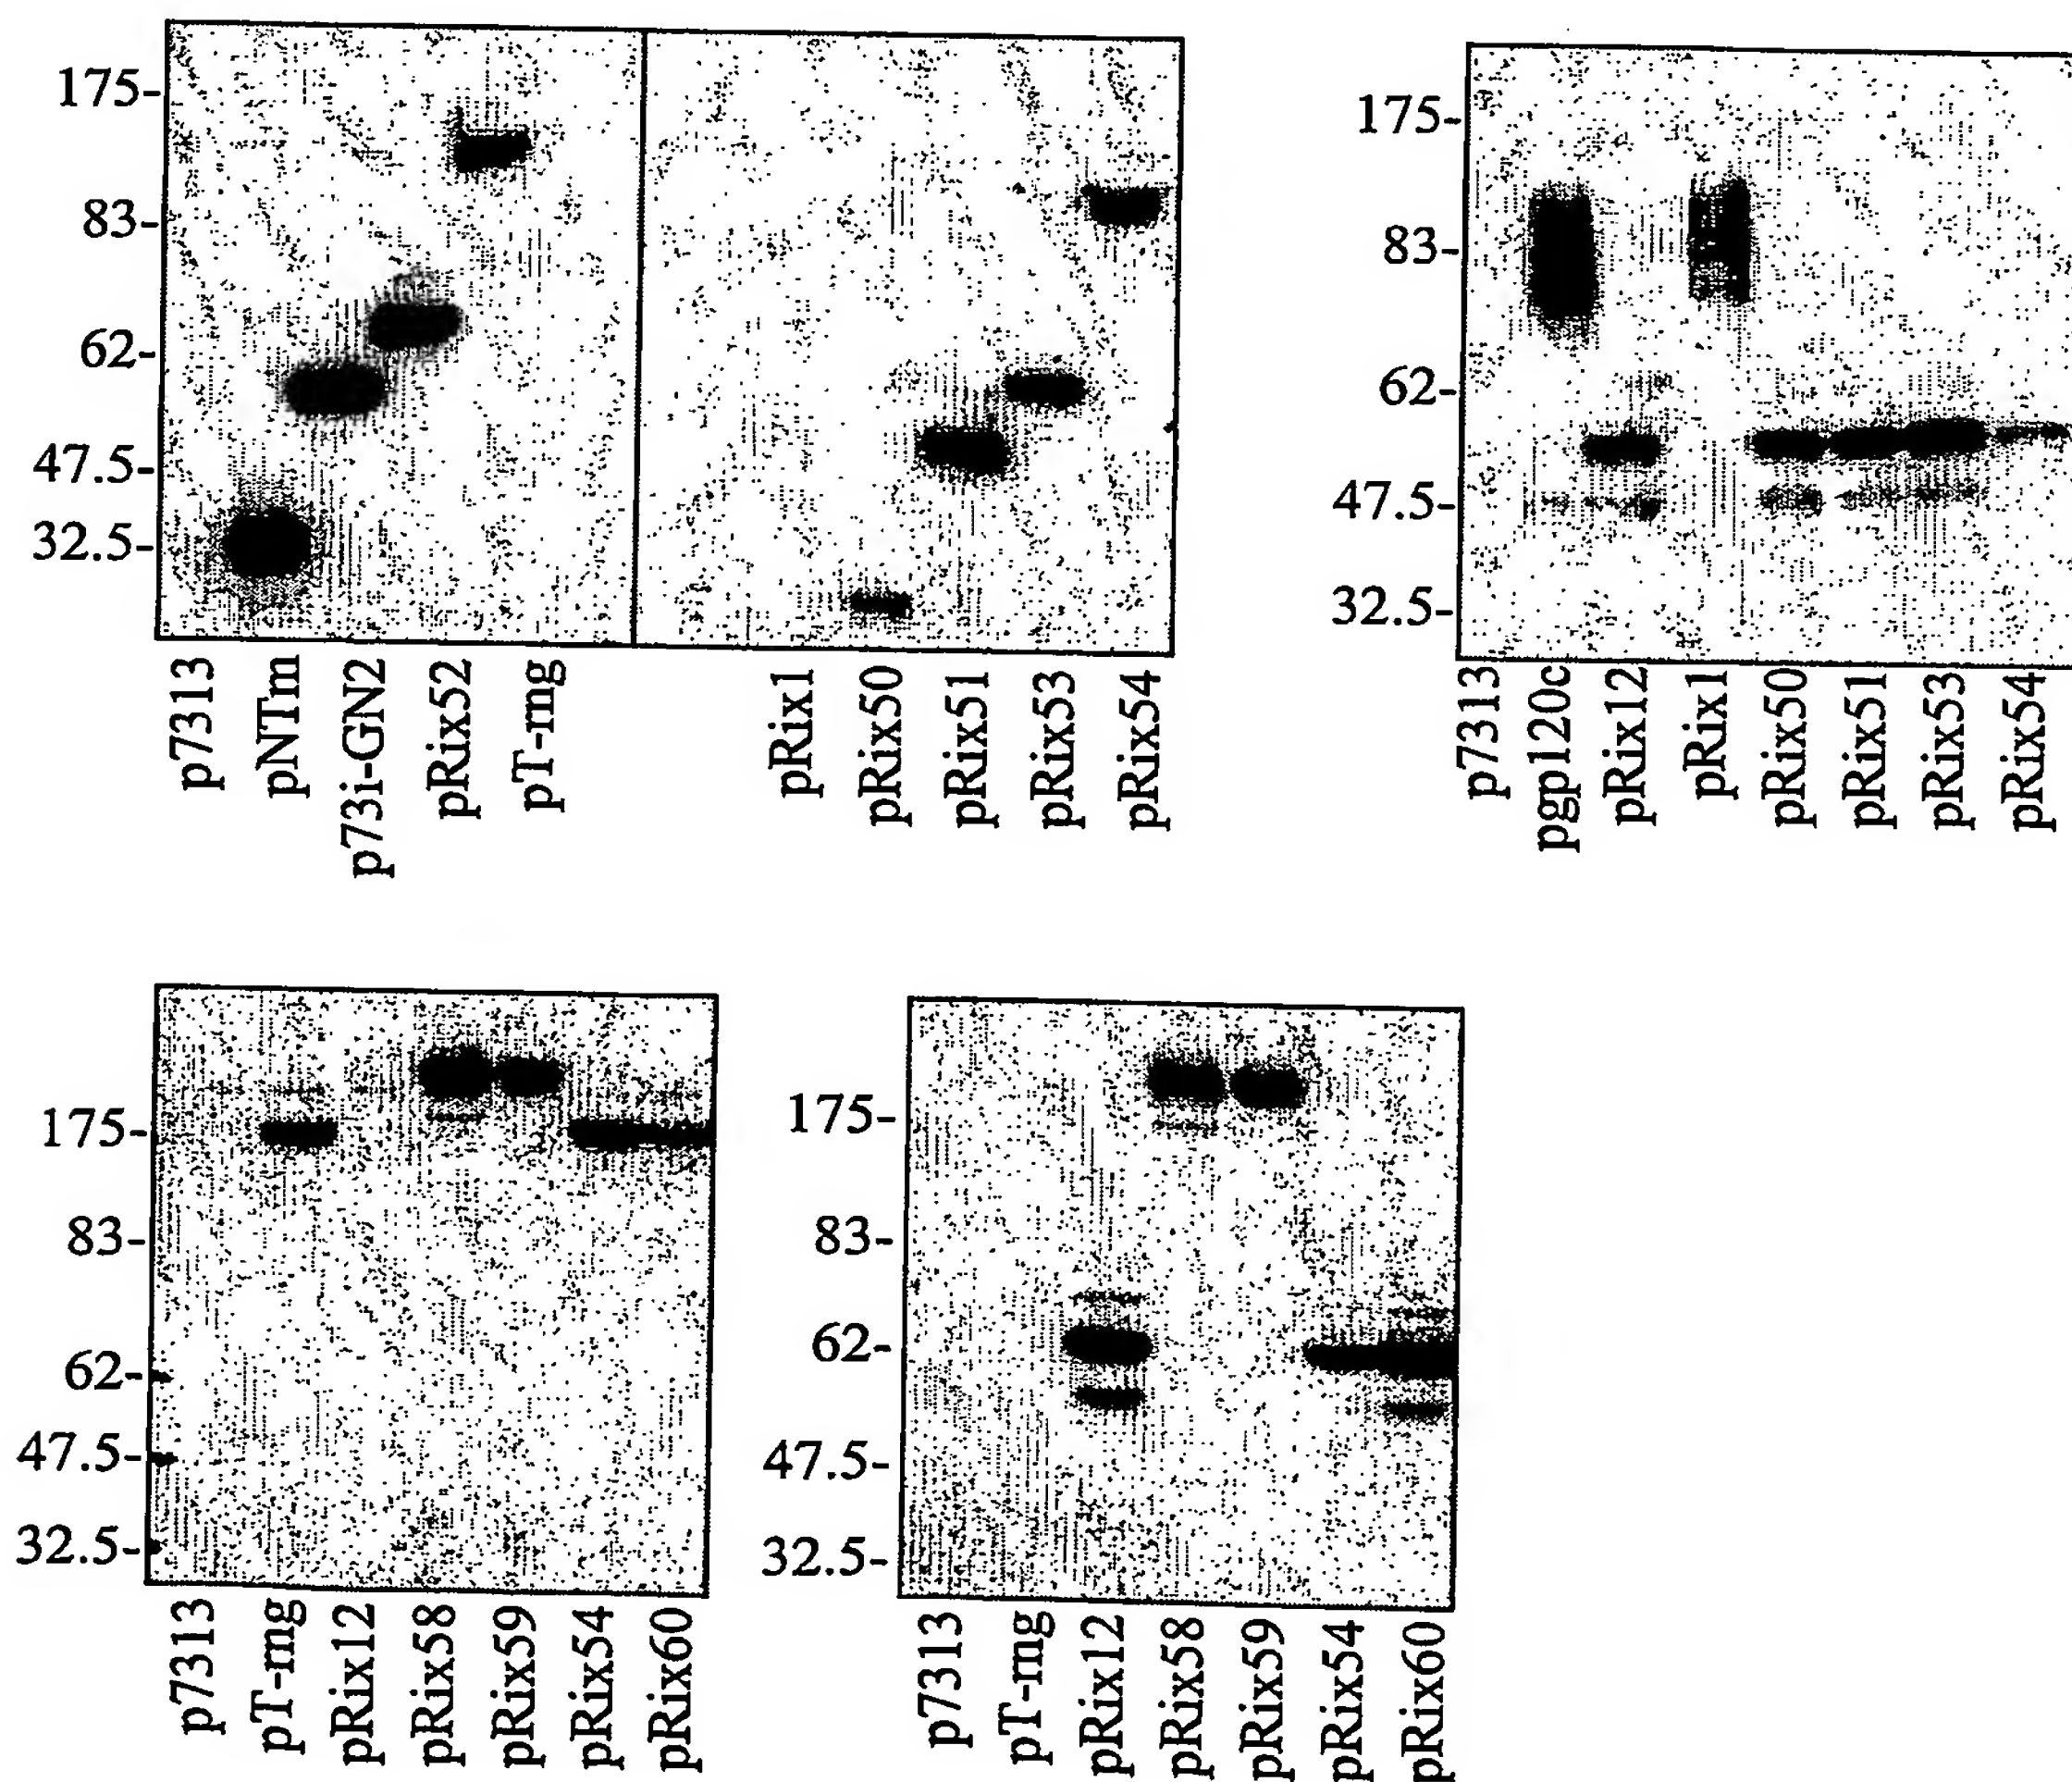 175-
83-
62-
47.5-
32.5-
p7313
pNTm
p73i-GN2
pRix52
pT-rng
pRix1
pRix50
pRix51
pRix53
pRix54
175-
83-
62-
47.5-
32.5-
p7313
pgp120c
pRix12
pRix1
pRix50
pRix51
pRix53
pRix54
175-
83-
62-
47.5-
32.5-
p7313
pT-rng
pRix12
pRix58
pRix59
pRix54
pRix60
175-
83-
62-
47.5-
32.5-
p7313
pT-rng
pRix12
pRix58
pRix59
pRix54
pRix60